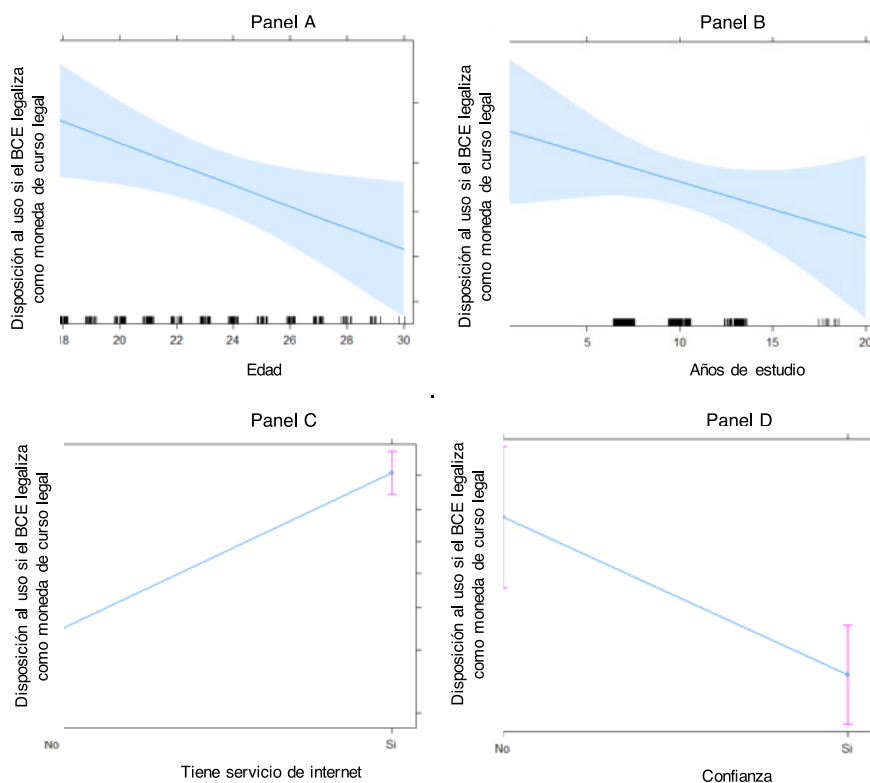 Panel A
Disposición al uso si el BCE legaliza
como moneda de curso legal
18 20 22 24 26 28 30
Edad
Panel B
Disposición al uso si el BCE legaliza
como moneda de curso legal
5 10 15 20
Años de estudio
Panel C
Disposición al uso si el BCE legaliza
como moneda de curso legal
No Si
Tiene servicio de internet
Panel D
Disposición al uso si el BCE legaliza
como moneda de curso legal
No Si
Confianza